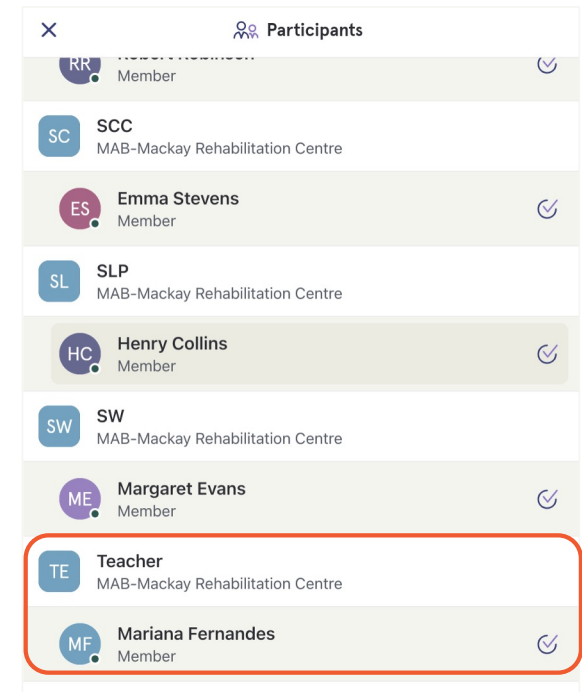 Participants
RR
Member
SC
SCC
MAB-Mackay Rehabilitation Centre
ES
Emma Stevens
Member
SL
SLP
MAB-Mackay Rehabilitation Centre
HC
Henry Collins
Member
SW
SW
MAB-Mackay Rehabilitation Centre
ME
Margaret Evans
Member
TE
Teacher
MAB-Mackay Rehabilitation Centre
MF
Mariana Fernandes
Member